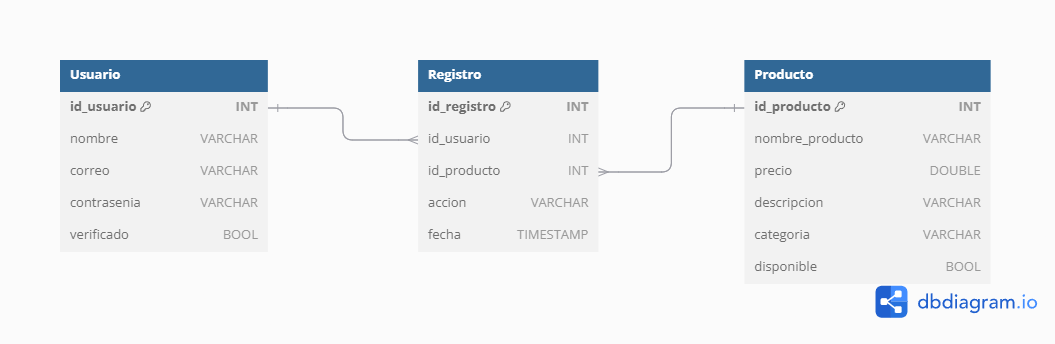 Usuario
id_usuario INT
nombre VARCHAR
correo VARCHAR
contrasenia VARCHAR
verificado BOOL
Registro
id_registro INT
id_usuario INT
id_producto INT
accion VARCHAR
fecha TIMESTAMP
Producto
id_producto INT
nombre_producto VARCHAR
precio DOUBLE
descripcion VARCHAR
categoria VARCHAR
disponible BOOL
dbdiagram.io